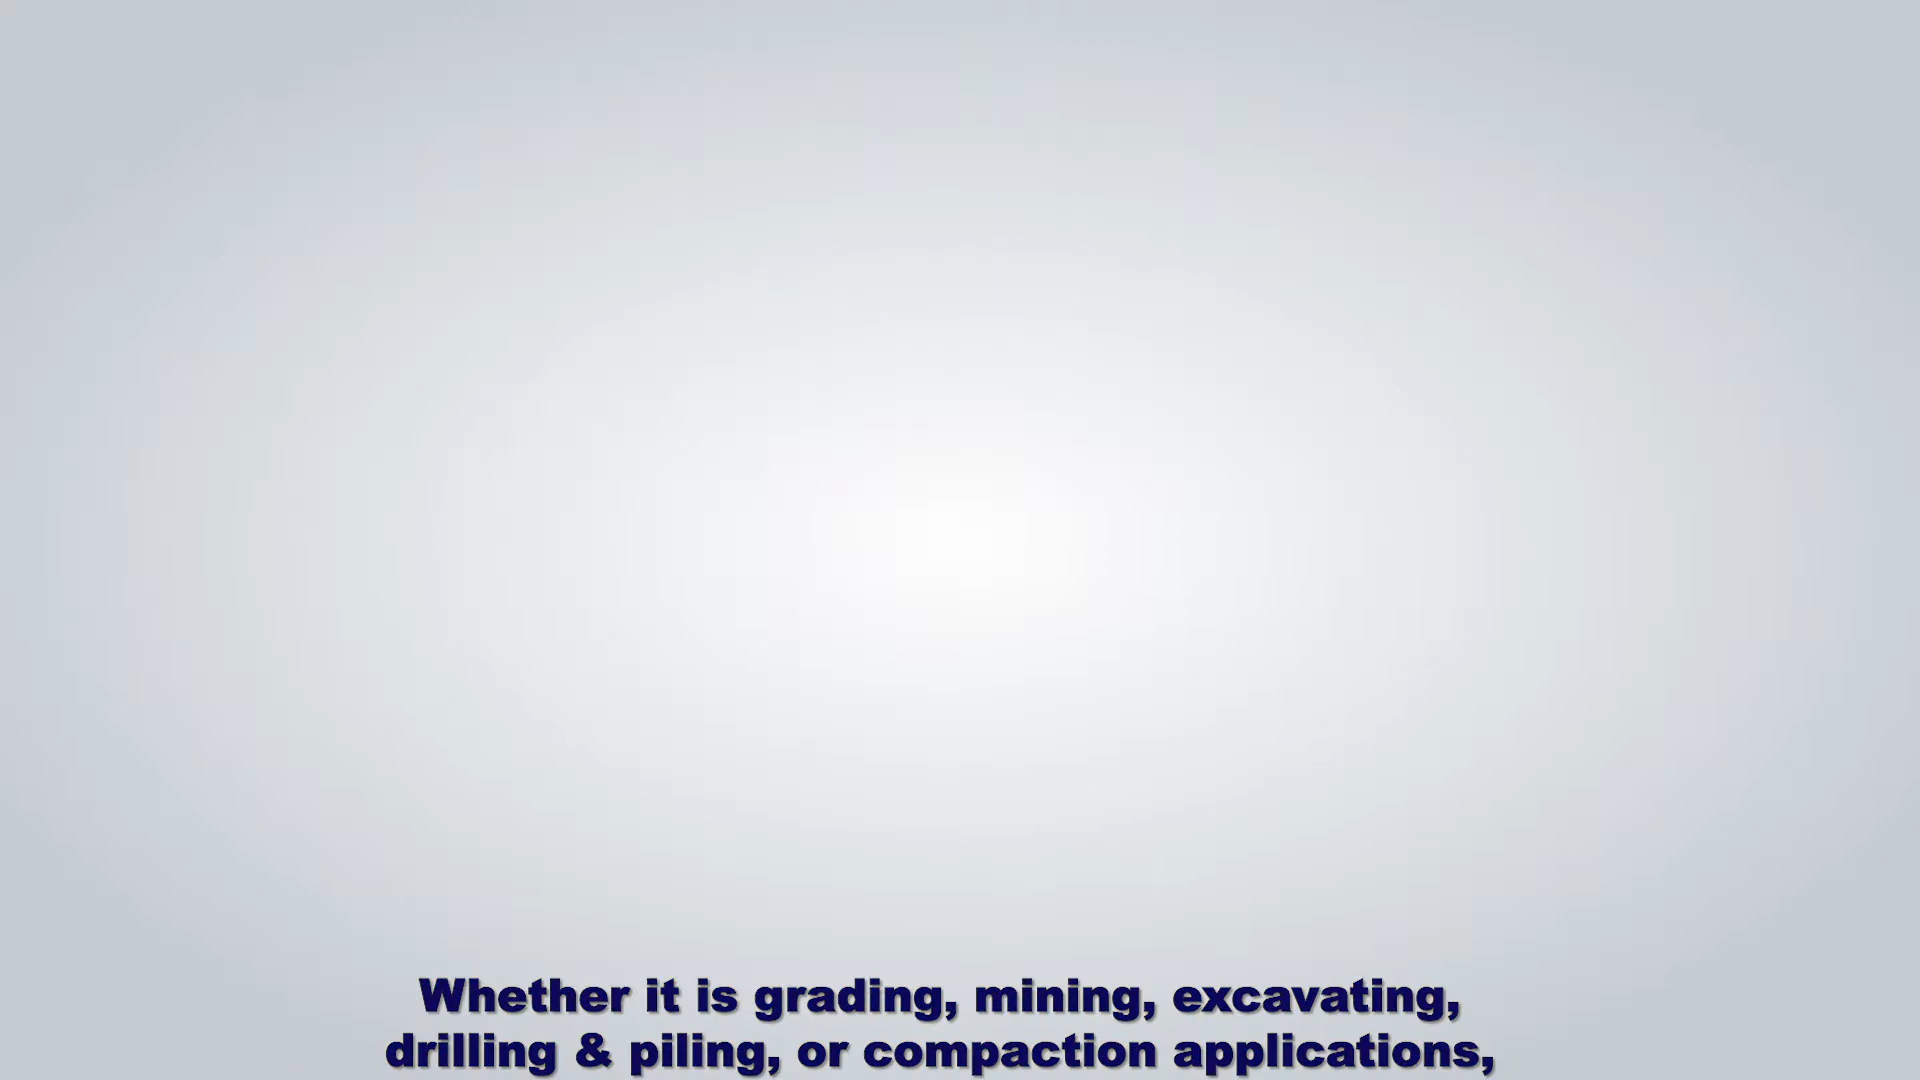 Whether it is grading, mining, excavating,
drilling & piling, or compaction applications,